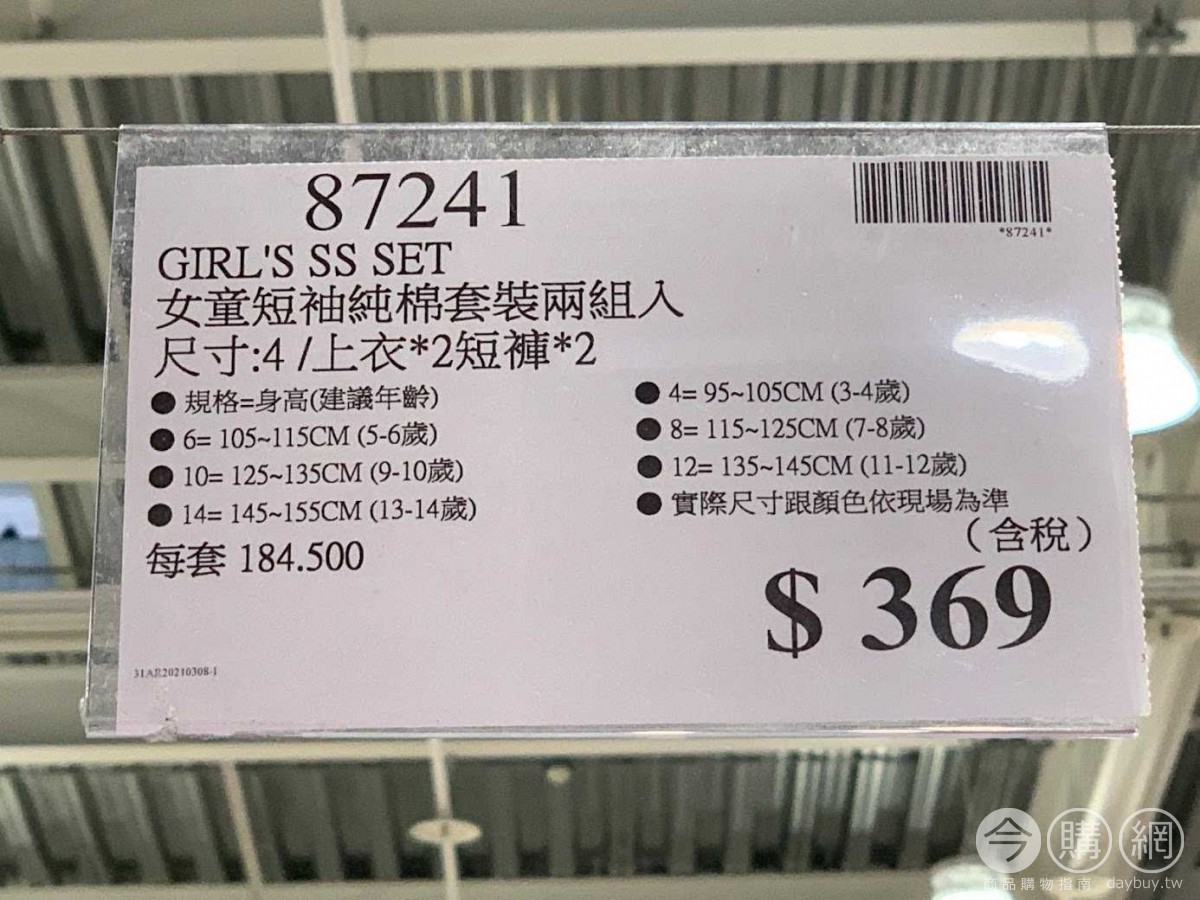 87241
*87241*
GIRL'S SS SET
女童短袖純棉套裝兩組入
尺寸:4 /上衣*2短褲*2
● 規格=身高(建議年齡)
● 4= 95~105CM (3-4歲)
● 6= 105~115CM (5-6歲)
● 8= 115~125CM (7-8歲)
● 10= 125~135CM (9-10歲)
● 12= 135~145CM (11-12歲)
● 14= 145~155CM (13-14歲)
● 實際尺寸跟顏色依現場為準
(含稅)
每套 184.500
$ 369
31AR20210308-1
今購網
商品購物指南 daybuy.tw